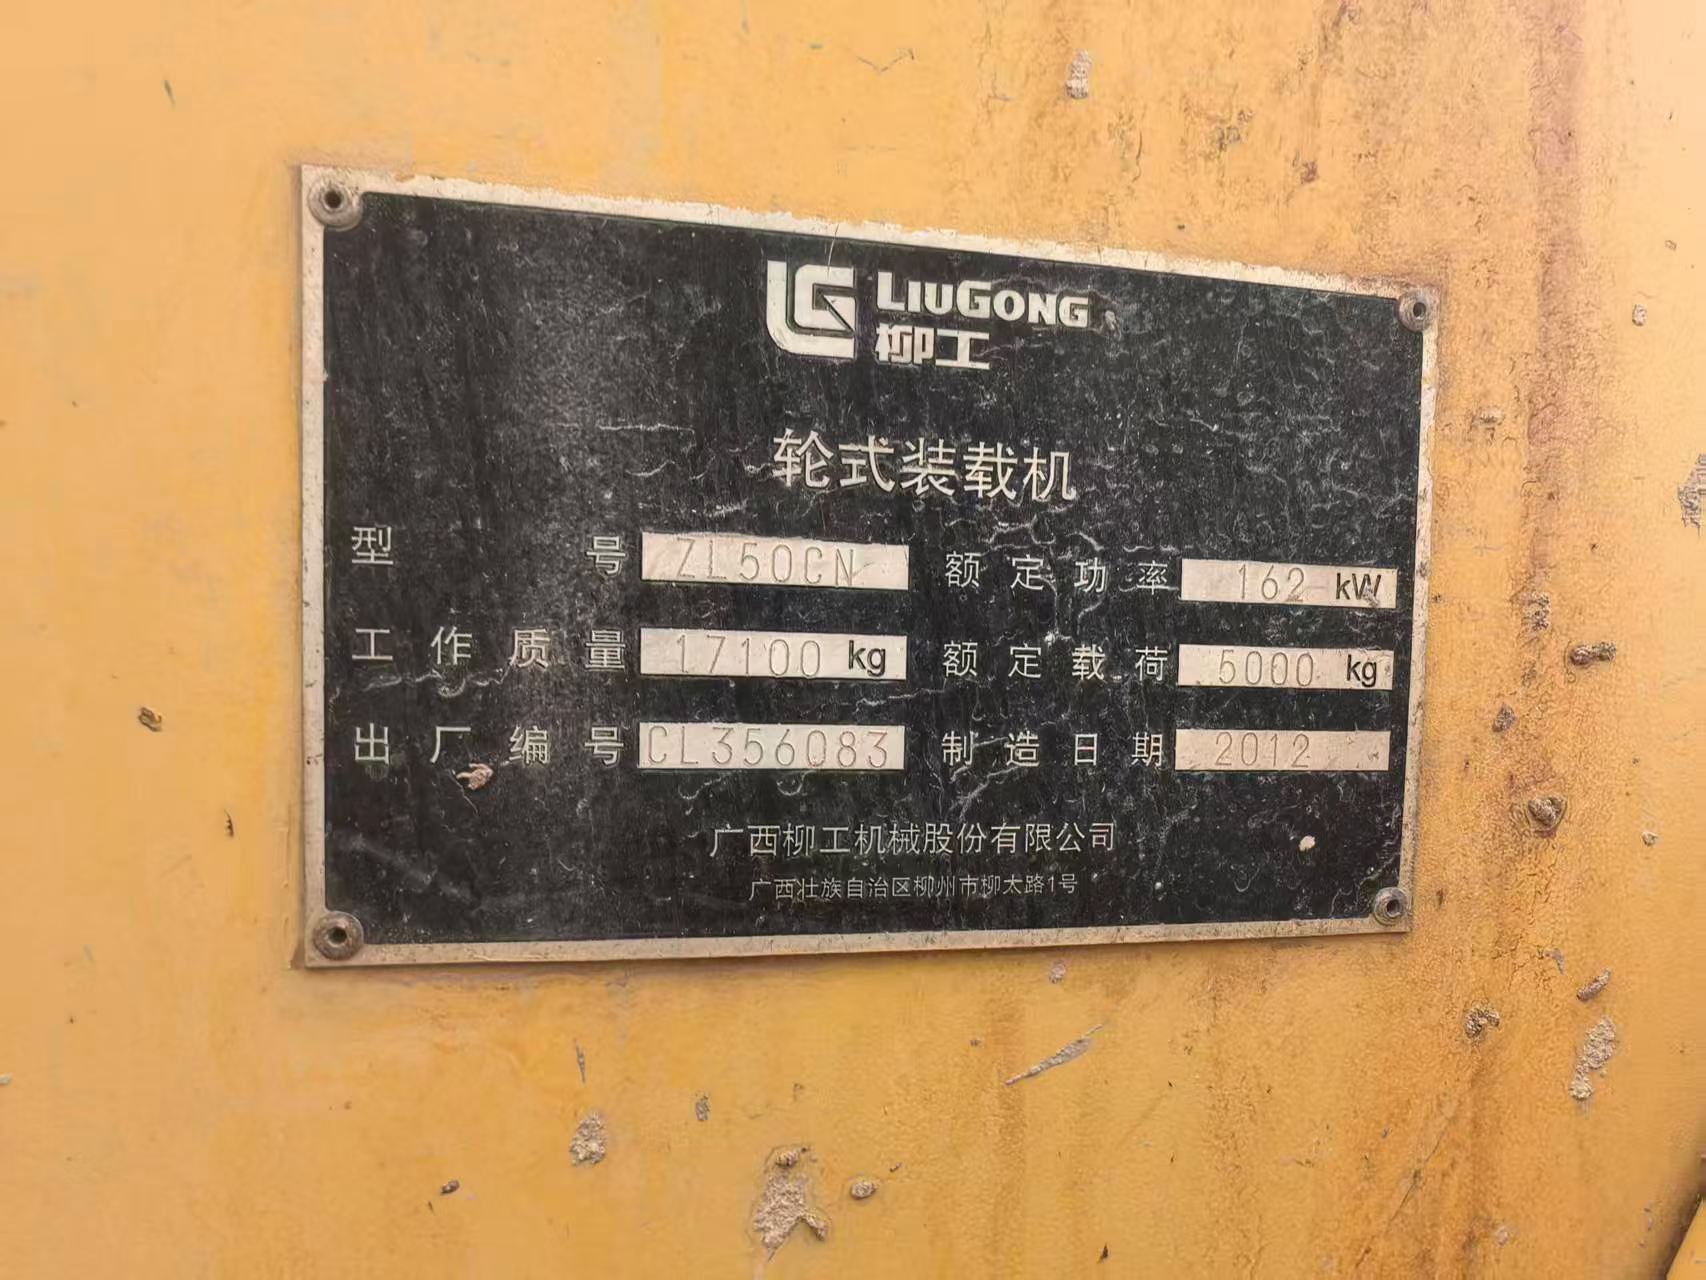 LIUGONG
柳工
轮式装载机
型号 ZL50CN 额定功率 162 kW
工作质量 17100 kg 额定载荷 5000 kg
出厂编号 CL356083 制造日期 2012
广西柳工机械股份有限公司
广西壮族自治区柳州市柳太路1号